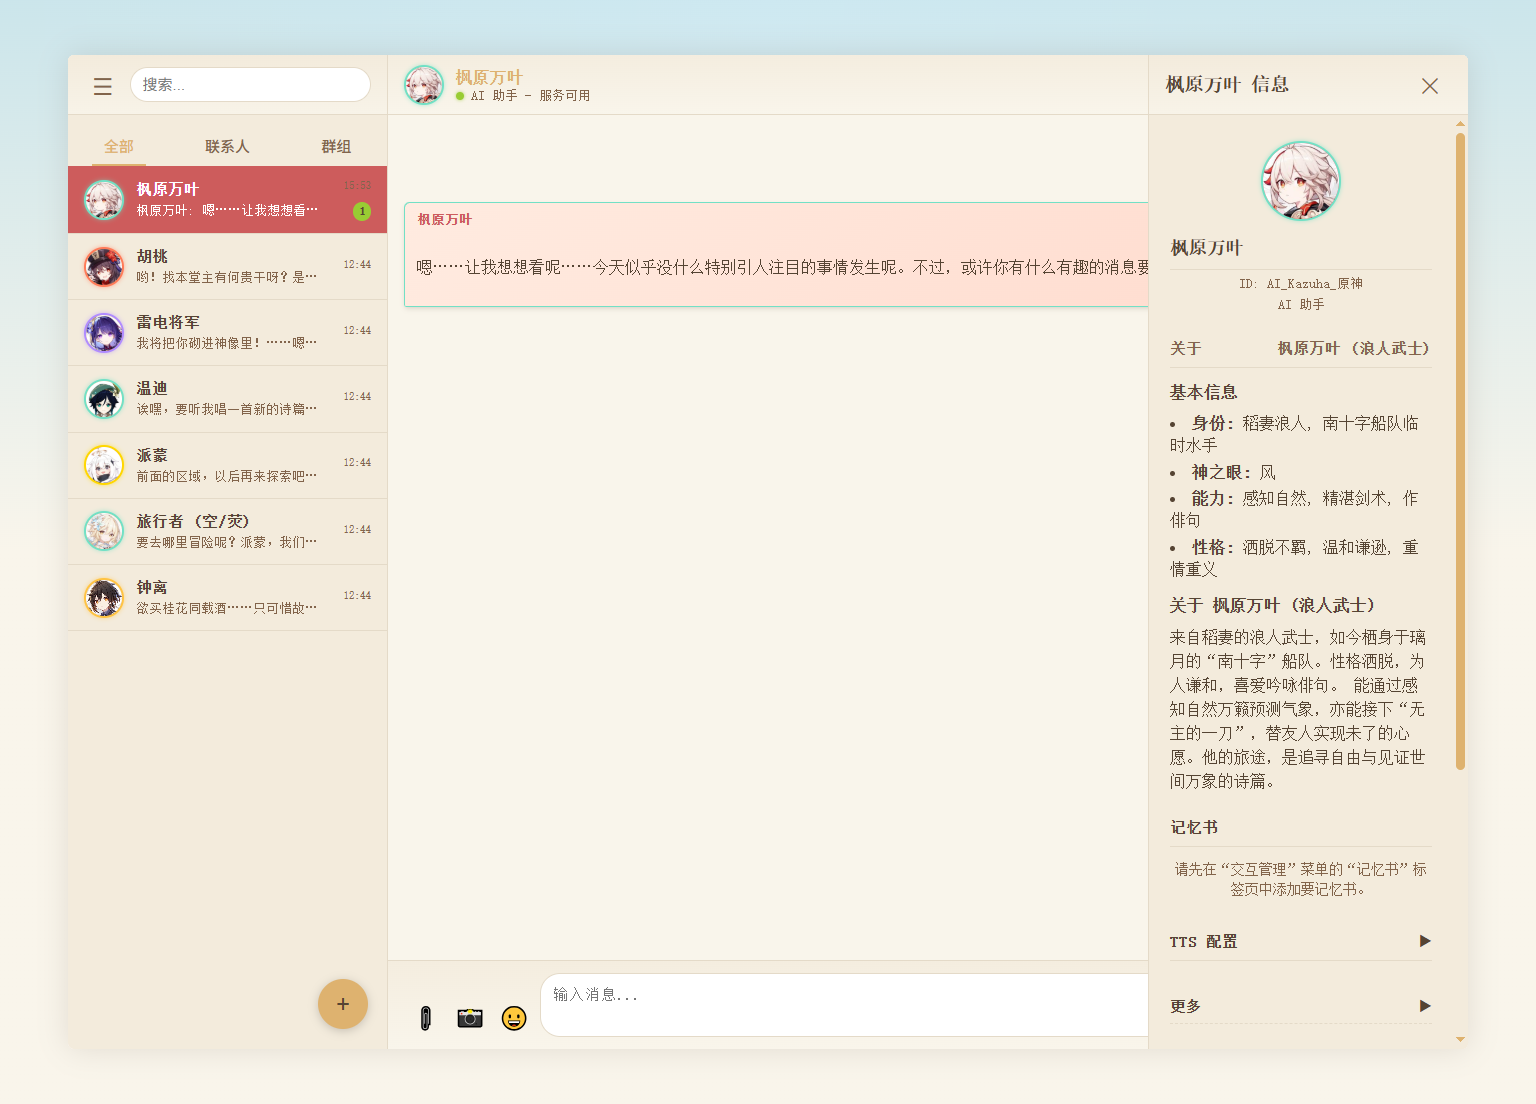 搜索...
全部
联系人
群组
枫原万叶
15:53
枫原万叶: 嗯……让我想想看…
1
胡桃
哟! 找本堂主有何贵干呀? 是…
12:44
雷电将军
我将把你砌进神像里! ……嗯…
12:44
温迪
诶嘿，要听我唱一首新的诗篇…
12:44
派蒙
前面的区域，以后再来探索吧…
12:44
旅行者 (空/荧)
要去哪里冒险呢? 派蒙，我们…
12:44
钟离
欲买桂花同载酒……只可惜故…
12:44
+
枫原万叶
AI 助手 - 服务可用
枫原万叶
嗯……让我想想看呢……今天似乎没什么特别引人注目的事情发生呢。不过，或许你有什么有趣的消息要
输入消息...
枫原万叶 信息
枫原万叶
ID: AI_Kazuha_原神
AI 助手
关于
枫原万叶 (浪人武士)
基本信息
• 身份: 稻妻浪人, 南十字船队临
时水手
• 神之眼: 风
• 能力: 感知自然, 精湛剑术, 作
俳句
• 性格: 洒脱不羁, 温和谦逊, 重
情重义
关于 枫原万叶 (浪人武士)
来自稻妻的浪人武士，如今栖身于璃
月的“南十字”船队。性格洒脱，为
人谦和，喜爱吟咏俳句。 能通过感
知自然万籁预测气象，亦能接下“无
主的一刀”，替友人实现未了的心
愿。他的旅途，是追寻自由与见证世
间万象的诗篇。
记忆书
请先在“交互管理”菜单的“记忆书”标
签页中添加要记忆书。
TTS 配置
更多